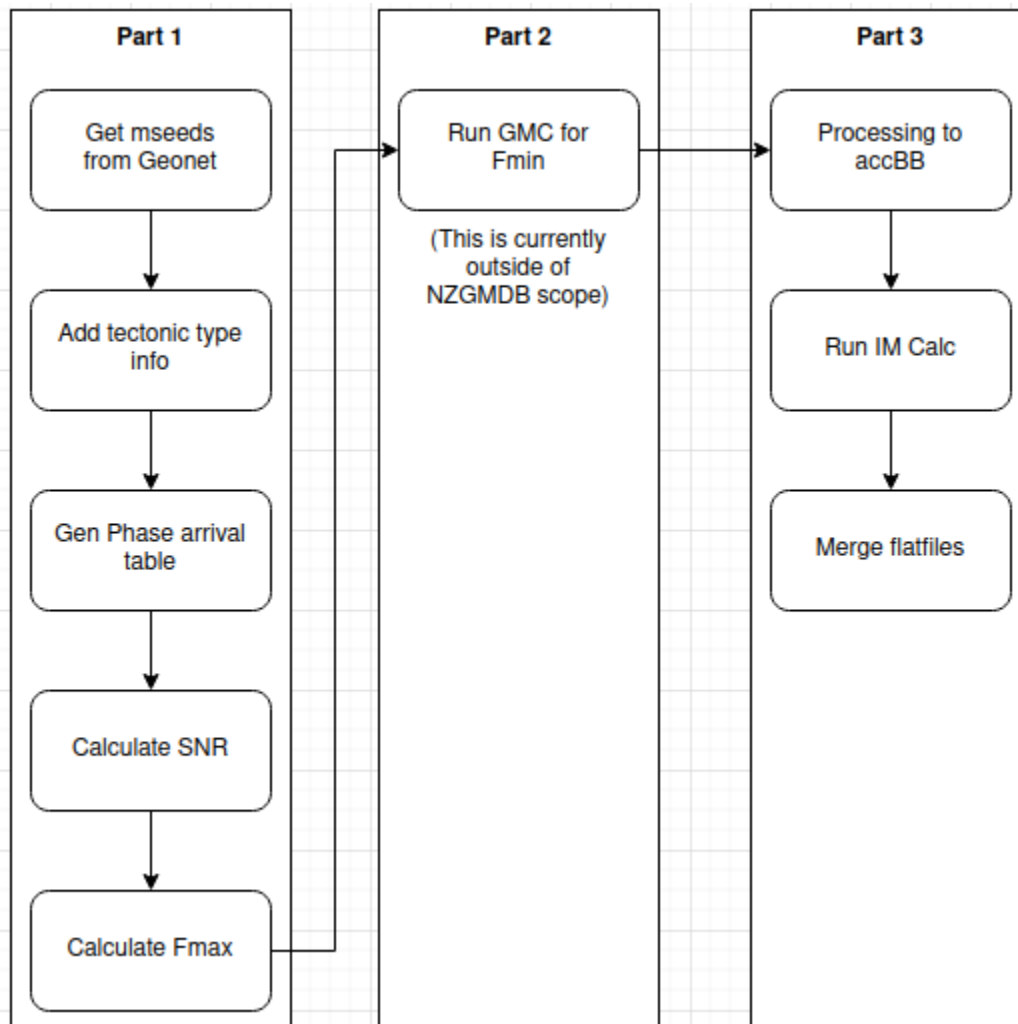 Part 1
Get mseeds
from Geonet
Add tectonic type
info
Gen Phase arrival
table
Calculate SNR
Calculate Fmax
Part 2
Run GMC for
Fmin
(This is currently
outside of
NZGMDB scope)
Part 3
Processing to
accBB
Run IM Calc
Merge flatfiles